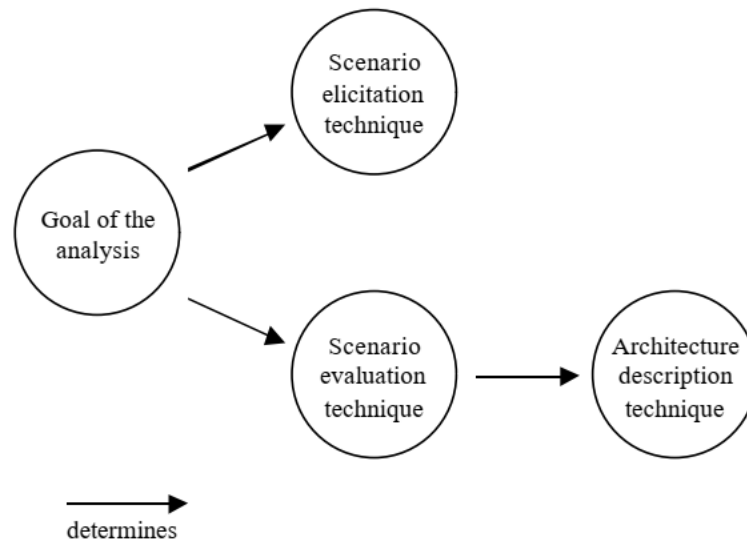 Scenario
elicitation
technique
Goal of the
analysis
Scenario
evaluation
technique
Architecture
description
technique
determines